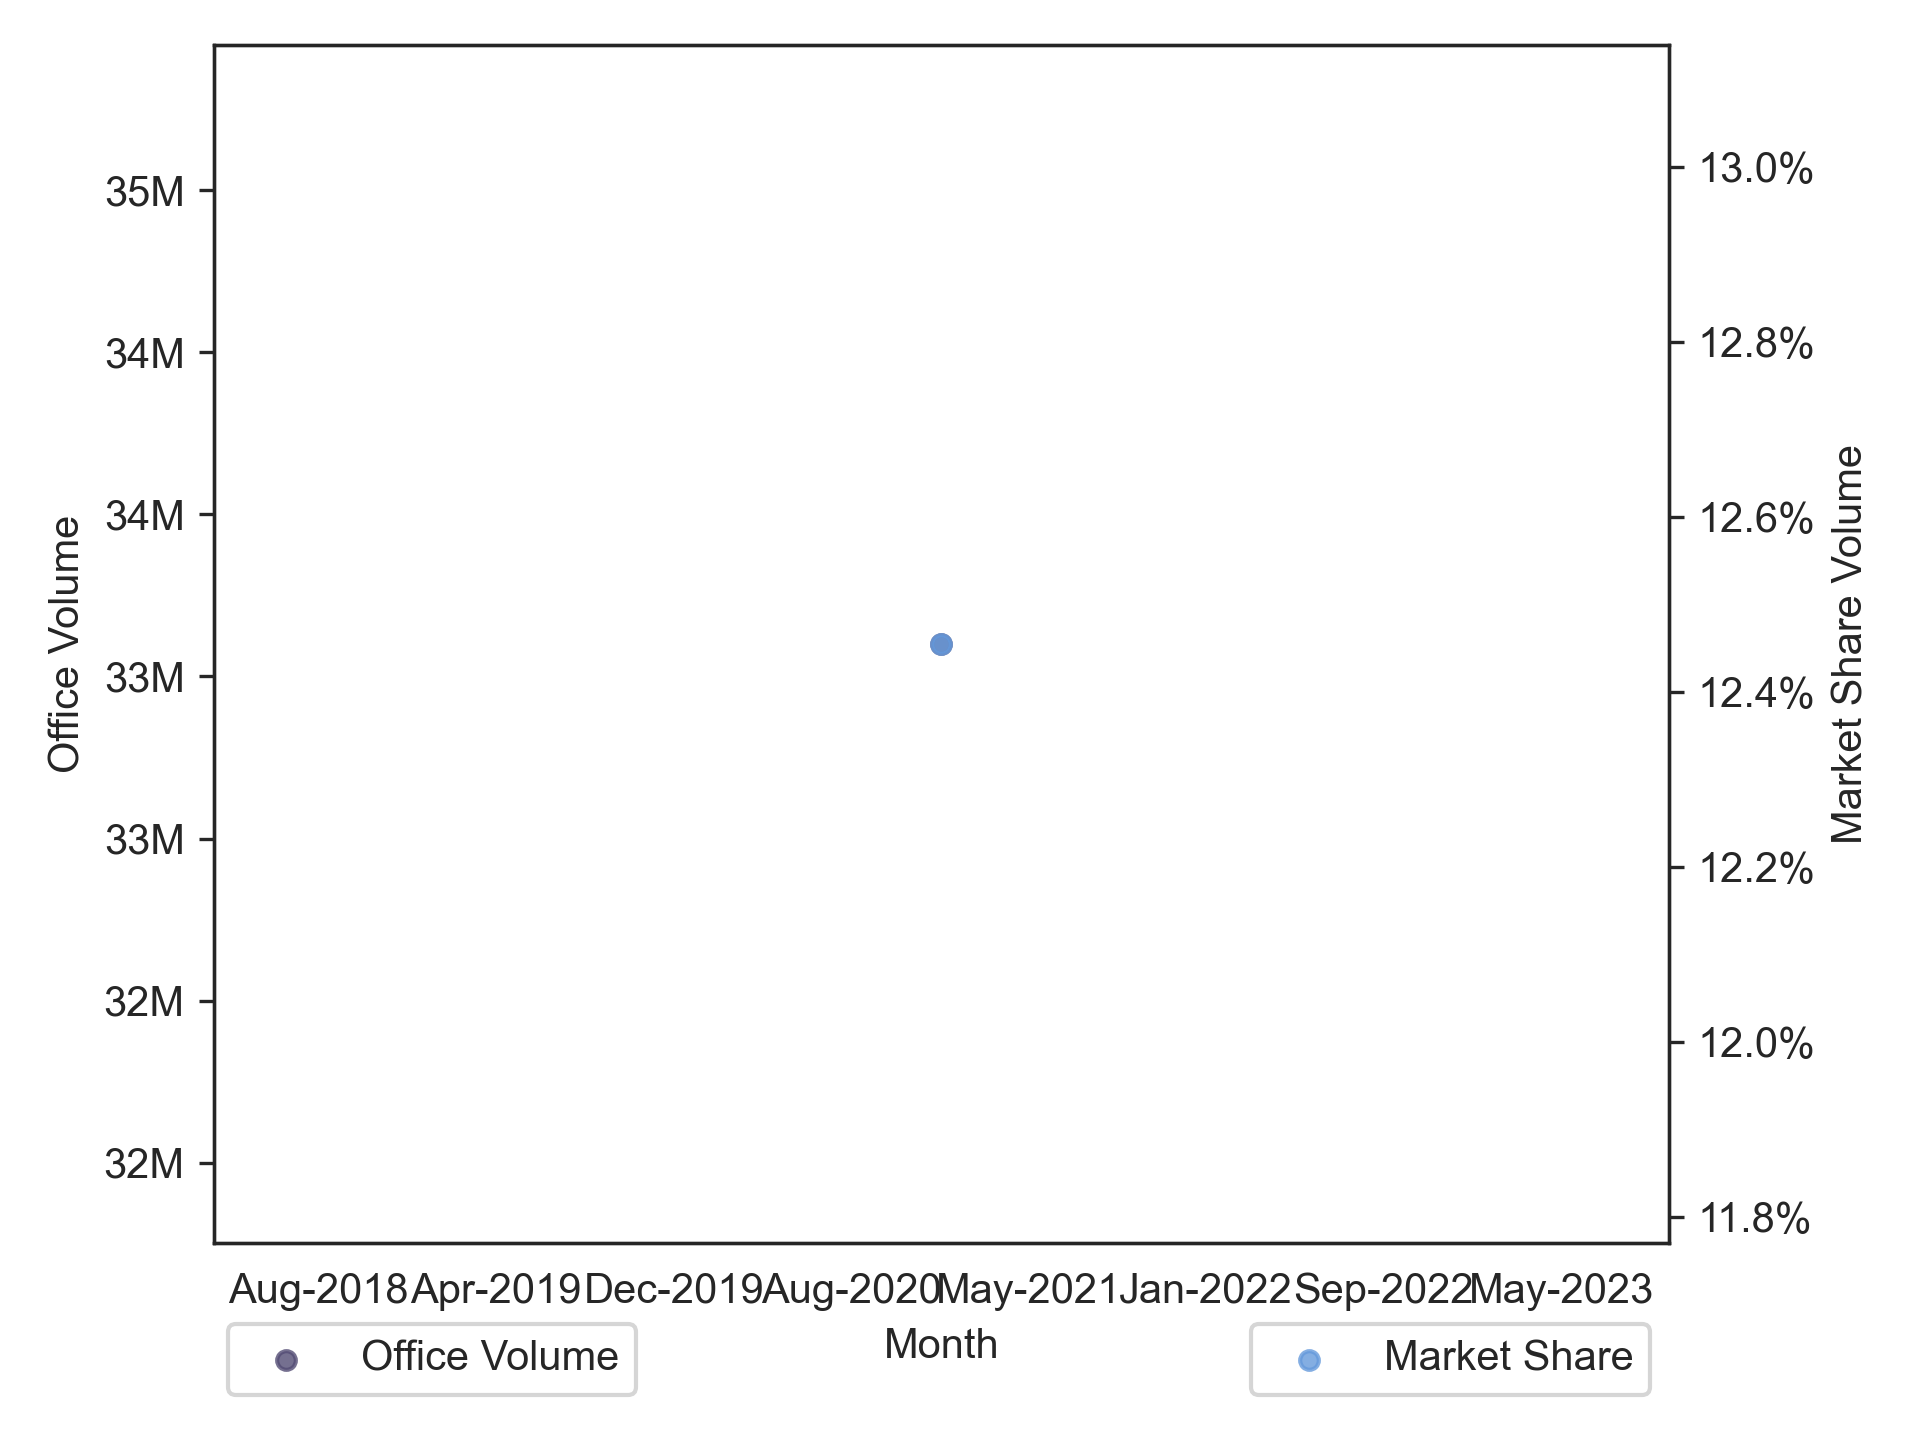 35M
34M
34M
33M
33M
32M
32M
Office Volume
13.0%
12.8%
12.6%
12.4%
12.2%
12.0%
11.8%
Market Share Volume
Aug-2018 Apr-2019 Dec-2019 Aug-2020 May-2021 Jan-2022 Sep-2022 May-2023
Month
Office Volume
Market Share